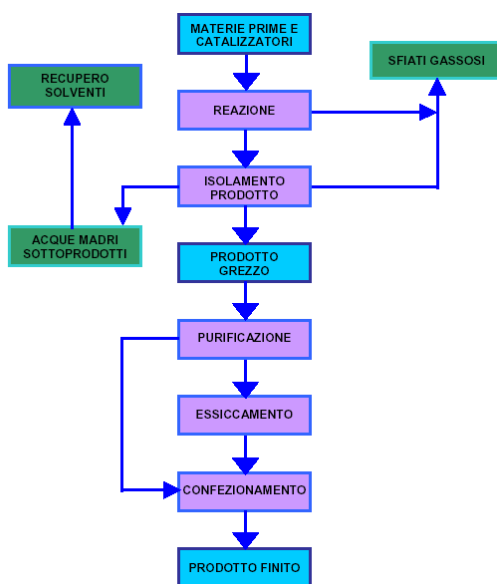 MATERIE PRIME E
CATALIZZATORI
SFIATI GASSOSI
RECUPERO
SOLVENTI
REAZIONE
ISOLAMENTO
PRODOTTO
ACQUE MADRI
SOTTOPRODOTTI
PRODOTTO
GREZZO
PURIFICAZIONE
ESSICCAMENTO
CONFEZIONAMENTO
PRODOTTO FINITO